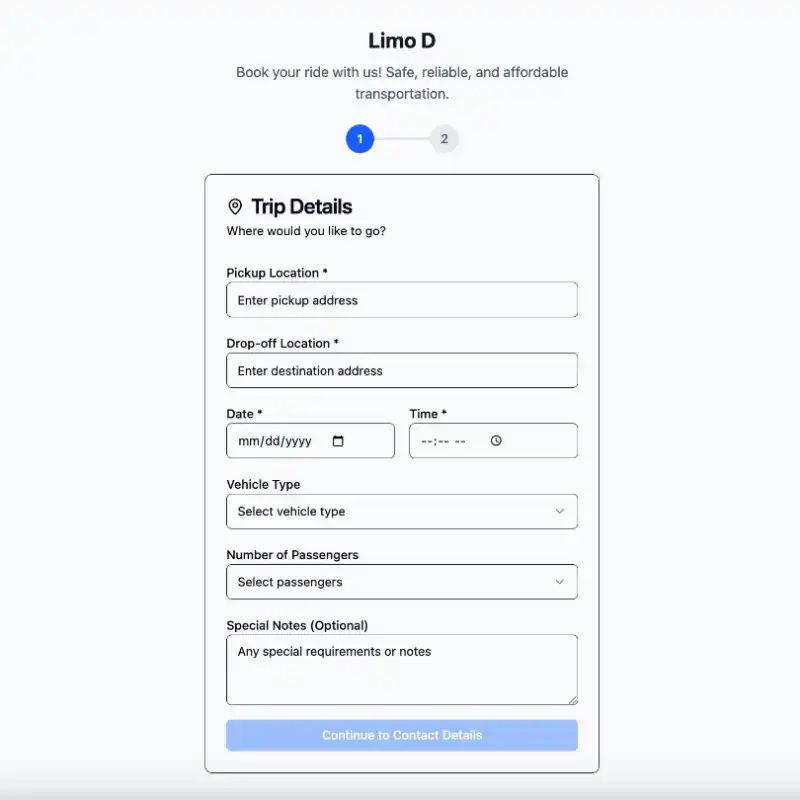 Limo D
Book your ride with us! Safe, reliable, and affordable
transportation.
1 2
Trip Details
Where would you like to go?
Pickup Location *
Enter pickup address
Drop-off Location *
Enter destination address
Date * Time *
mm/dd/yyyy --:-- --
Vehicle Type
Select vehicle type
Number of Passengers
Select passengers
Special Notes (Optional)
Any special requirements or notes
Continue to Contact Details